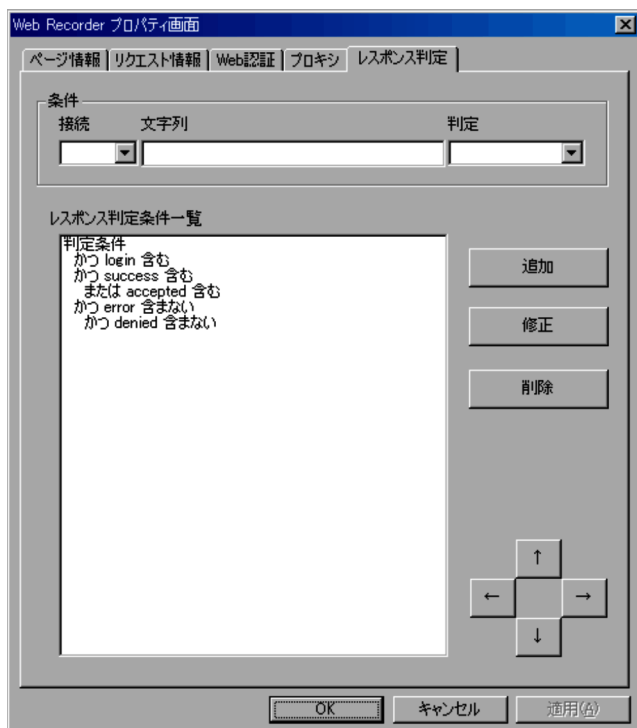 Web Recorder プロパティ画面
ページ情報 リクエスト情報 Web認証 プロキシ レスポンス判定
条件
接続 文字列 判定
レスポンス判定条件一覧
判定条件
かつ login 含む
かつ success 含む
または accepted 含む
かつ error 含まない
かつ denied 含まない
追加
修正
削除
↑
← →
↓
OK キャンセル 適用(A)